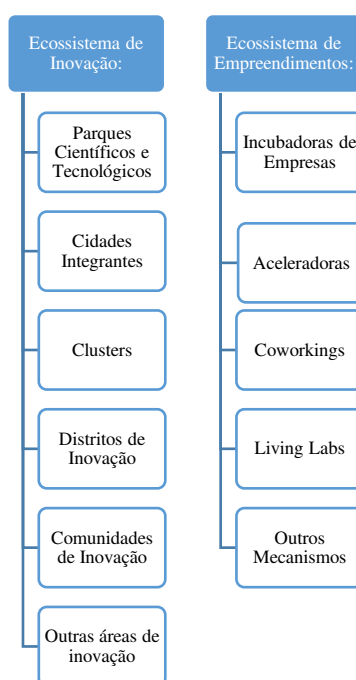 Ecossistema de
Inovação:
Parques
Científicos e
Tecnológicos
Cidades
Integrantes
Clusters
Distritos de
Inovação
Comunidades
de Inovação
Outras áreas de
inovação
Ecossistema de
Empreendimentos:
Incubadoras de
Empresas
Aceleradoras
Coworkings
Living Labs
Outros
Mecanismos